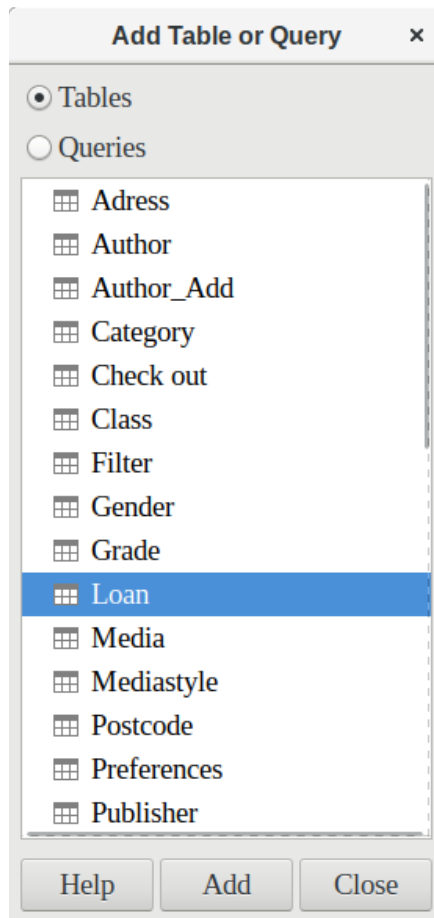 Add Table or Query ×
Tables
Queries
Adress
Author
Author_Add
Category
Check out
Class
Filter
Gender
Grade
Loan
Media
Mediastyle
Postcode
Preferences
Publisher
Help Add Close